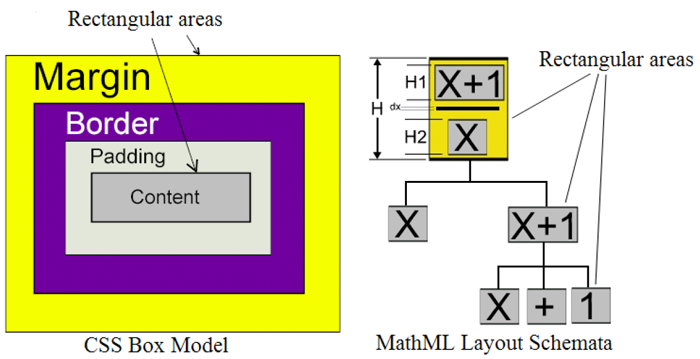 Rectangular areas
Margin
Border
Padding
Content
CSS Box Model
Rectangular areas
H
H1
X+1
dx
H2
X
X
X+1
X
+
1
MathML Layout Schemata